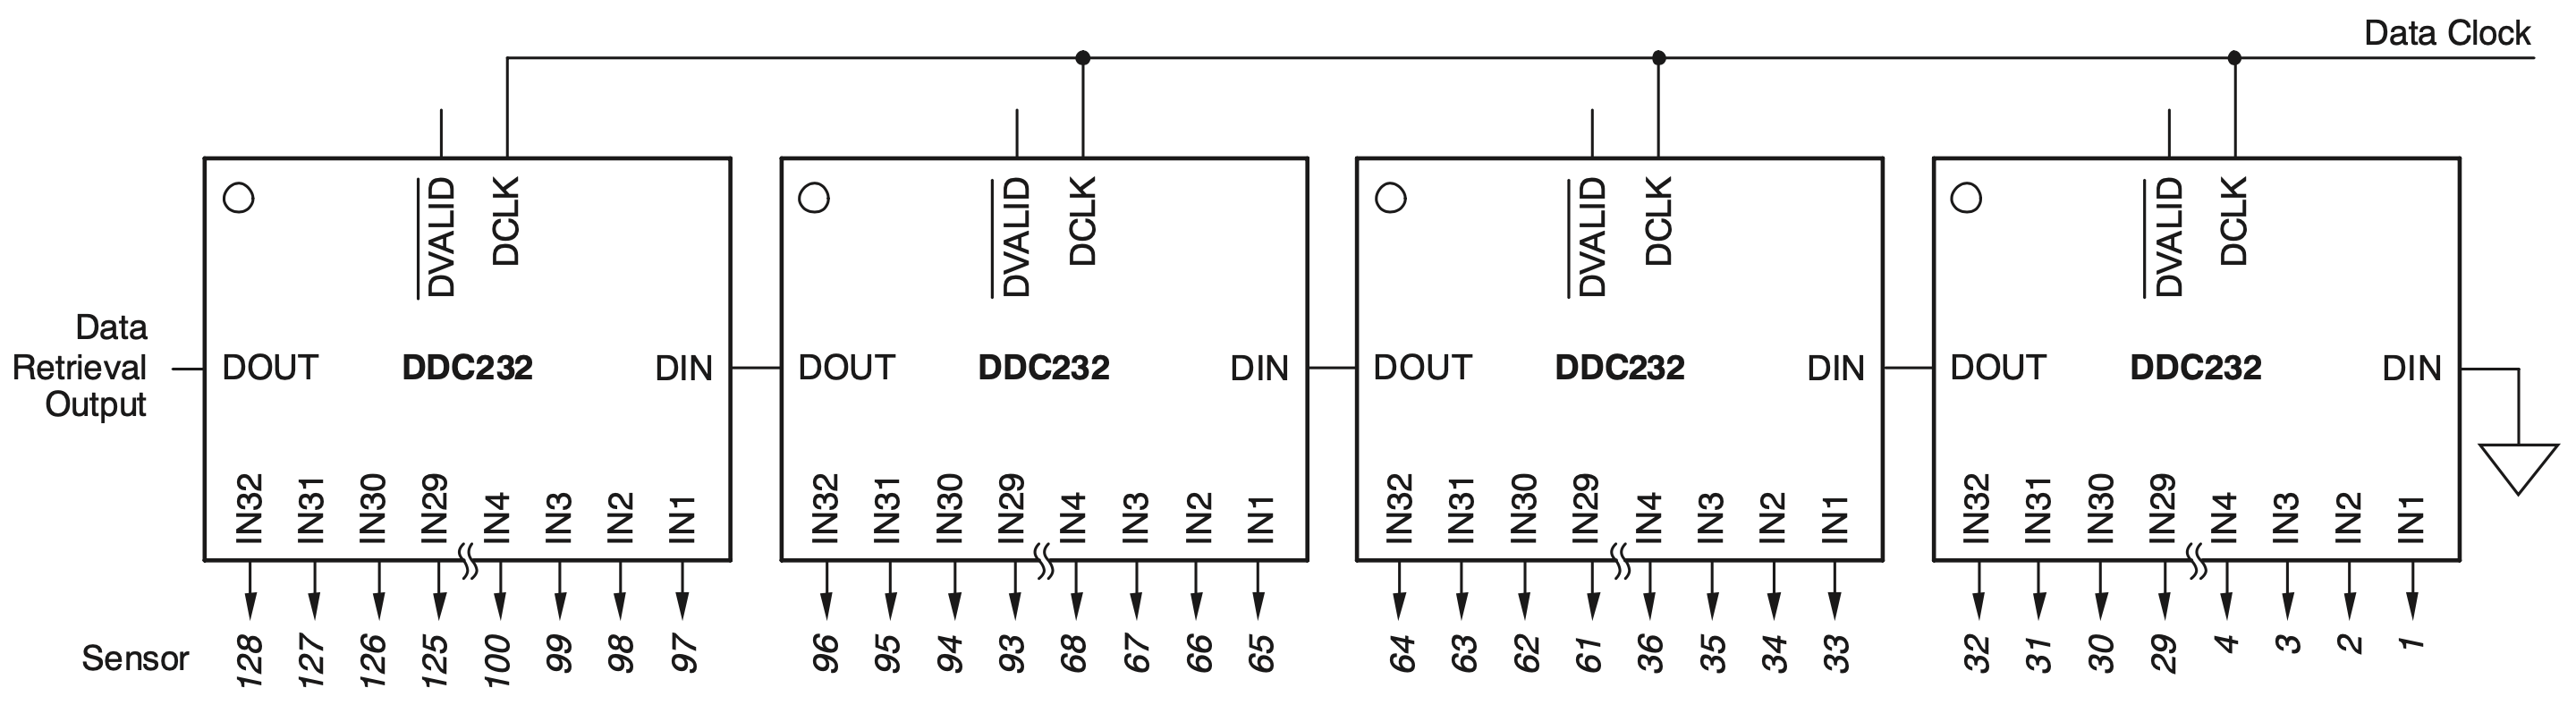 Data Clock
DVALID DCLK DVALID DCLK DVALID DCLK DVALID DCLK
Data
Retrieval
Output
DOUT DDC232 DIN DOUT DDC232 DIN DOUT DDC232 DIN DOUT DDC232 DIN
IN32 IN31 IN30 IN29 IN4 IN3 IN2 IN1 IN32 IN31 IN30 IN29 IN4 IN3 IN2 IN1 IN32 IN31 IN30 IN29 IN4 IN3 IN2 IN1 IN32 IN31 IN30 IN29 IN4 IN3 IN2 IN1
Sensor 128 127 126 125 100 99 98 97 96 95 94 93 68 67 66 65 64 63 62 61 36 35 34 33 32 31 30 29 4 3 2 1